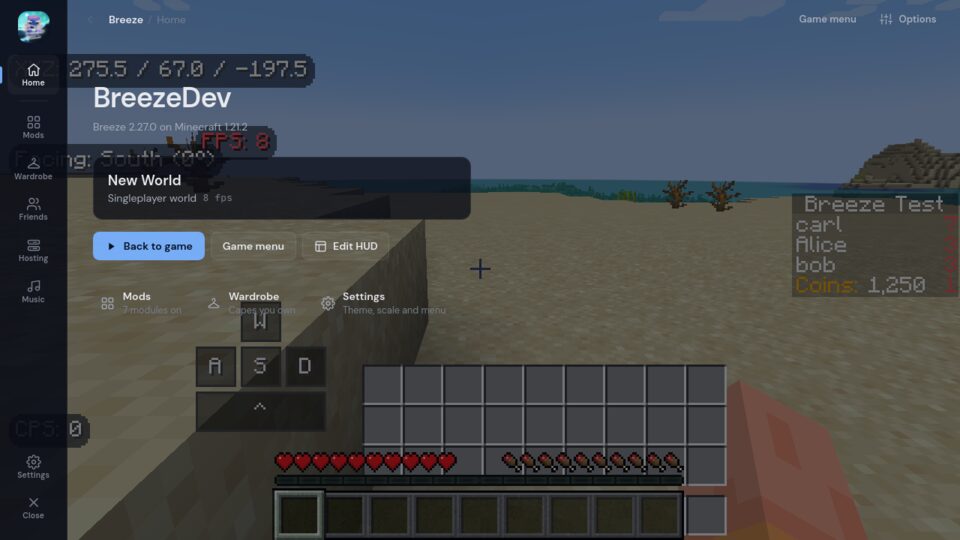 Breeze / Home
Game menu
Options
XYZ: 275.5 / 67.0 / -197.5
Home
BreezeDev
Breeze 2.27.0 on Minecraft 1.21.2
FPS: 8
Mods
Facing: South (0°)
Wardrobe
New World
Singleplayer world 8 fps
Friends
Breeze Test
carl
Alice
bob
Coins: 1,250
Hosting
Back to game
Game menu
Edit HUD
Music
Mods
7 modules on
Wardrobe
Capes you own
Settings
Theme, scale and menu
W
A S D
CPS: 0
Settings
Close